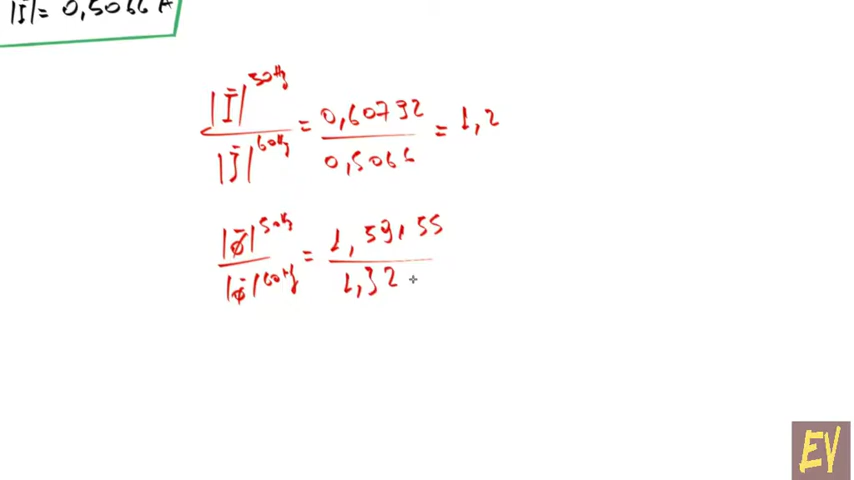 |Ī| = 0,5066 A
|Ī|^50Hz / |Ī|^60Hz = 0,60792 / 0,5066 = 1,2
|ϕ̄|^50Hz / |ϕ̄|^60Hz = 1,59155 / 1,32
EV